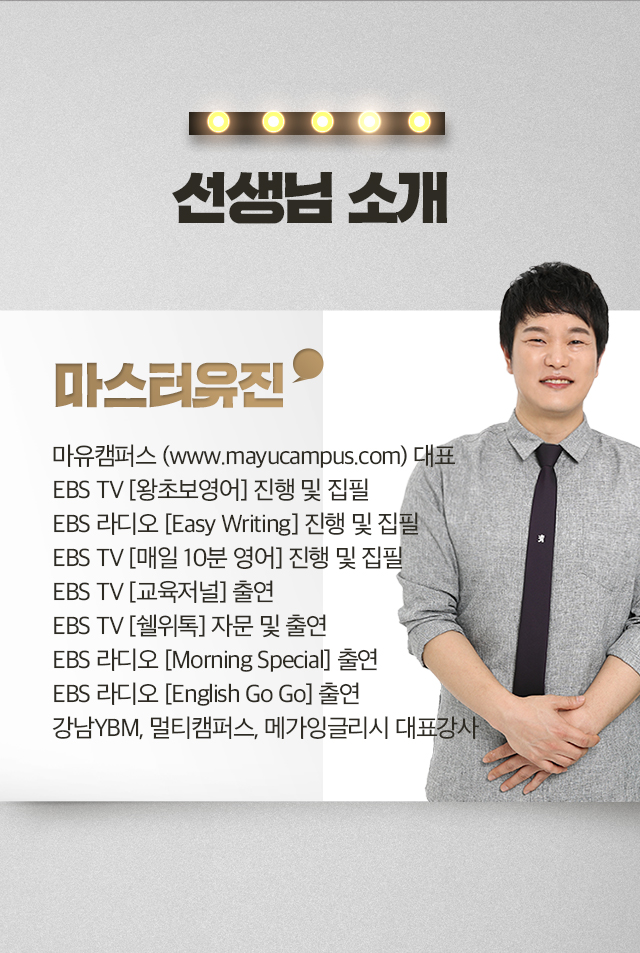 선생님 소개
마스터유진
마유캠퍼스 (www.mayucampus.com) 대표
EBS TV [왕초보영어] 진행 및 집필
EBS 라디오 [Easy Writing] 진행 및 집필
EBS TV [매일 10분 영어] 진행 및 집필
EBS TV [교육저널] 출연
EBS TV [쉘위톡] 자문 및 출연
EBS 라디오 [Morning Special] 출연
EBS 라디오 [English Go Go] 출연
강남YBM, 멀티캠퍼스, 메가잉글리시 대표강사